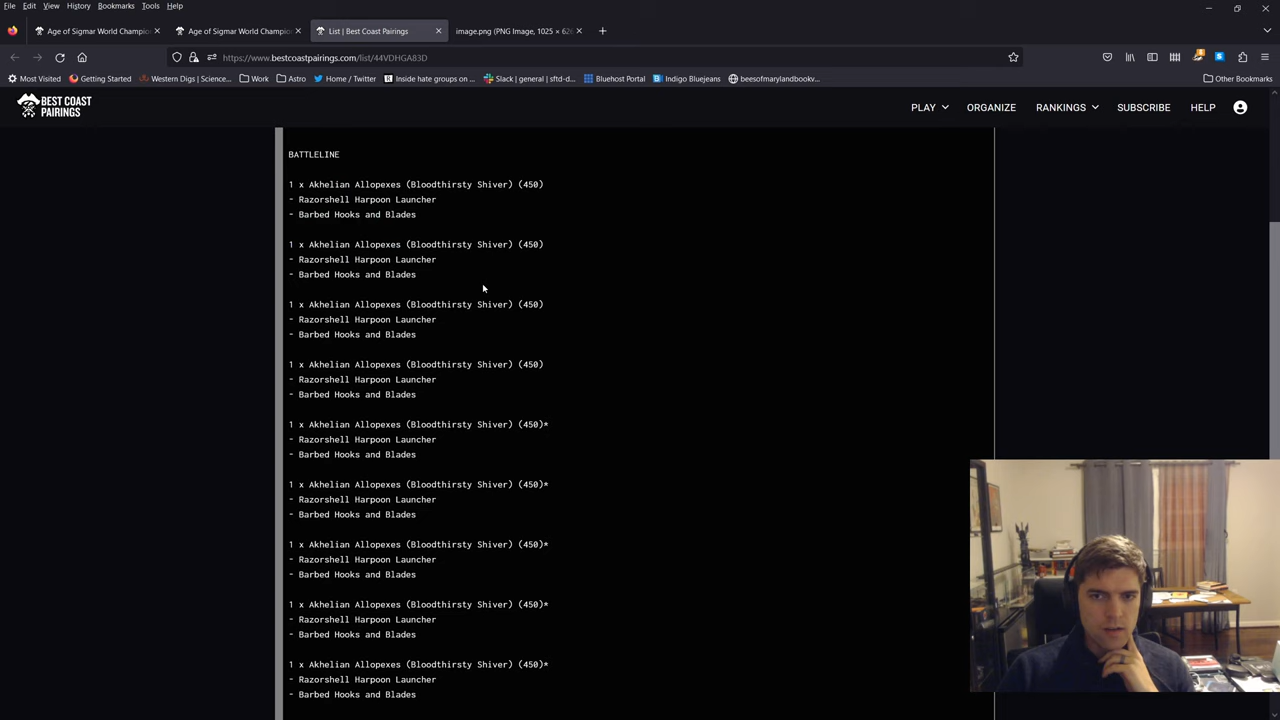 File Edit View History Bookmarks Tools Help
Age of Sigmar World Champion
Age of Sigmar World Champion
List | Best Coast Pairings
image.png (PNG Image, 1025 × 62
https://www.bestcoastpairings.com/list/44VDHGA83D
Most Visited Getting Started Western Digs | Science... Work Astro Home / Twitter Inside hate groups on ... Slack | general | sftd-d... Bluehost Portal Indigo Bluejeans beesofmarylandbookv... Other Bookmarks
BEST COAST
PAIRINGS
PLAY ORGANIZE RANKINGS SUBSCRIBE HELP
BATTLELINE
1 x Akhelian Allopexes (Bloodthirsty Shiver) (450)
- Razorshell Harpoon Launcher
- Barbed Hooks and Blades
1 x Akhelian Allopexes (Bloodthirsty Shiver) (450)
- Razorshell Harpoon Launcher
- Barbed Hooks and Blades
1 x Akhelian Allopexes (Bloodthirsty Shiver) (450)
- Razorshell Harpoon Launcher
- Barbed Hooks and Blades
1 x Akhelian Allopexes (Bloodthirsty Shiver) (450)
- Razorshell Harpoon Launcher
- Barbed Hooks and Blades
1 x Akhelian Allopexes (Bloodthirsty Shiver) (450)*
- Razorshell Harpoon Launcher
- Barbed Hooks and Blades
1 x Akhelian Allopexes (Bloodthirsty Shiver) (450)*
- Razorshell Harpoon Launcher
- Barbed Hooks and Blades
1 x Akhelian Allopexes (Bloodthirsty Shiver) (450)*
- Razorshell Harpoon Launcher
- Barbed Hooks and Blades
1 x Akhelian Allopexes (Bloodthirsty Shiver) (450)*
- Razorshell Harpoon Launcher
- Barbed Hooks and Blades
1 x Akhelian Allopexes (Bloodthirsty Shiver) (450)*
- Razorshell Harpoon Launcher
- Barbed Hooks and Blades